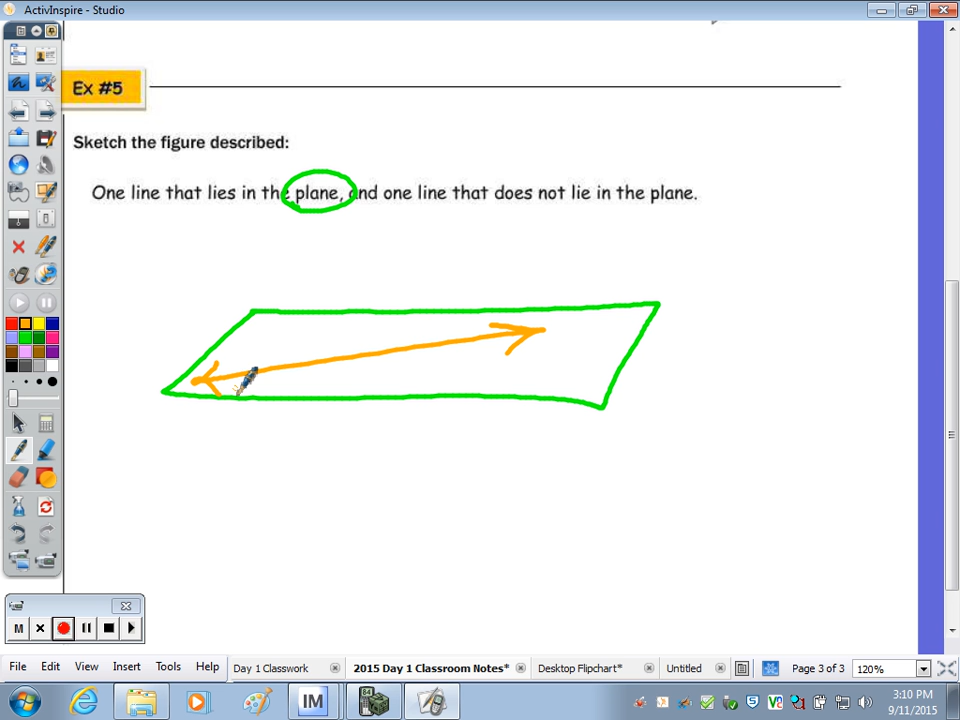 ActivInspire - Studio
Ex #5
Sketch the figure described:
One line that lies in the plane, and one line that does not lie in the plane.
M
File Edit View Insert Tools Help
Day 1 Classwork
2015 Day 1 Classroom Notes*
Desktop Flipchart*
Untitled
Page 3 of 3
120%
IM
84
3:10 PM
9/11/2015